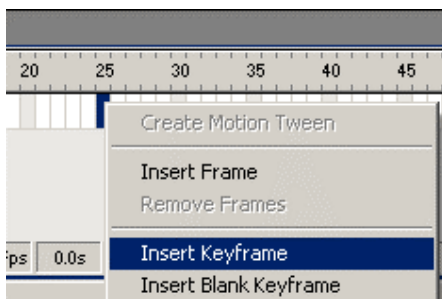 20 25 30 35 40 45
Create Motion Tween
Insert Frame
Remove Frames
ps 0.0s Insert Keyframe
Insert Blank Keyframe